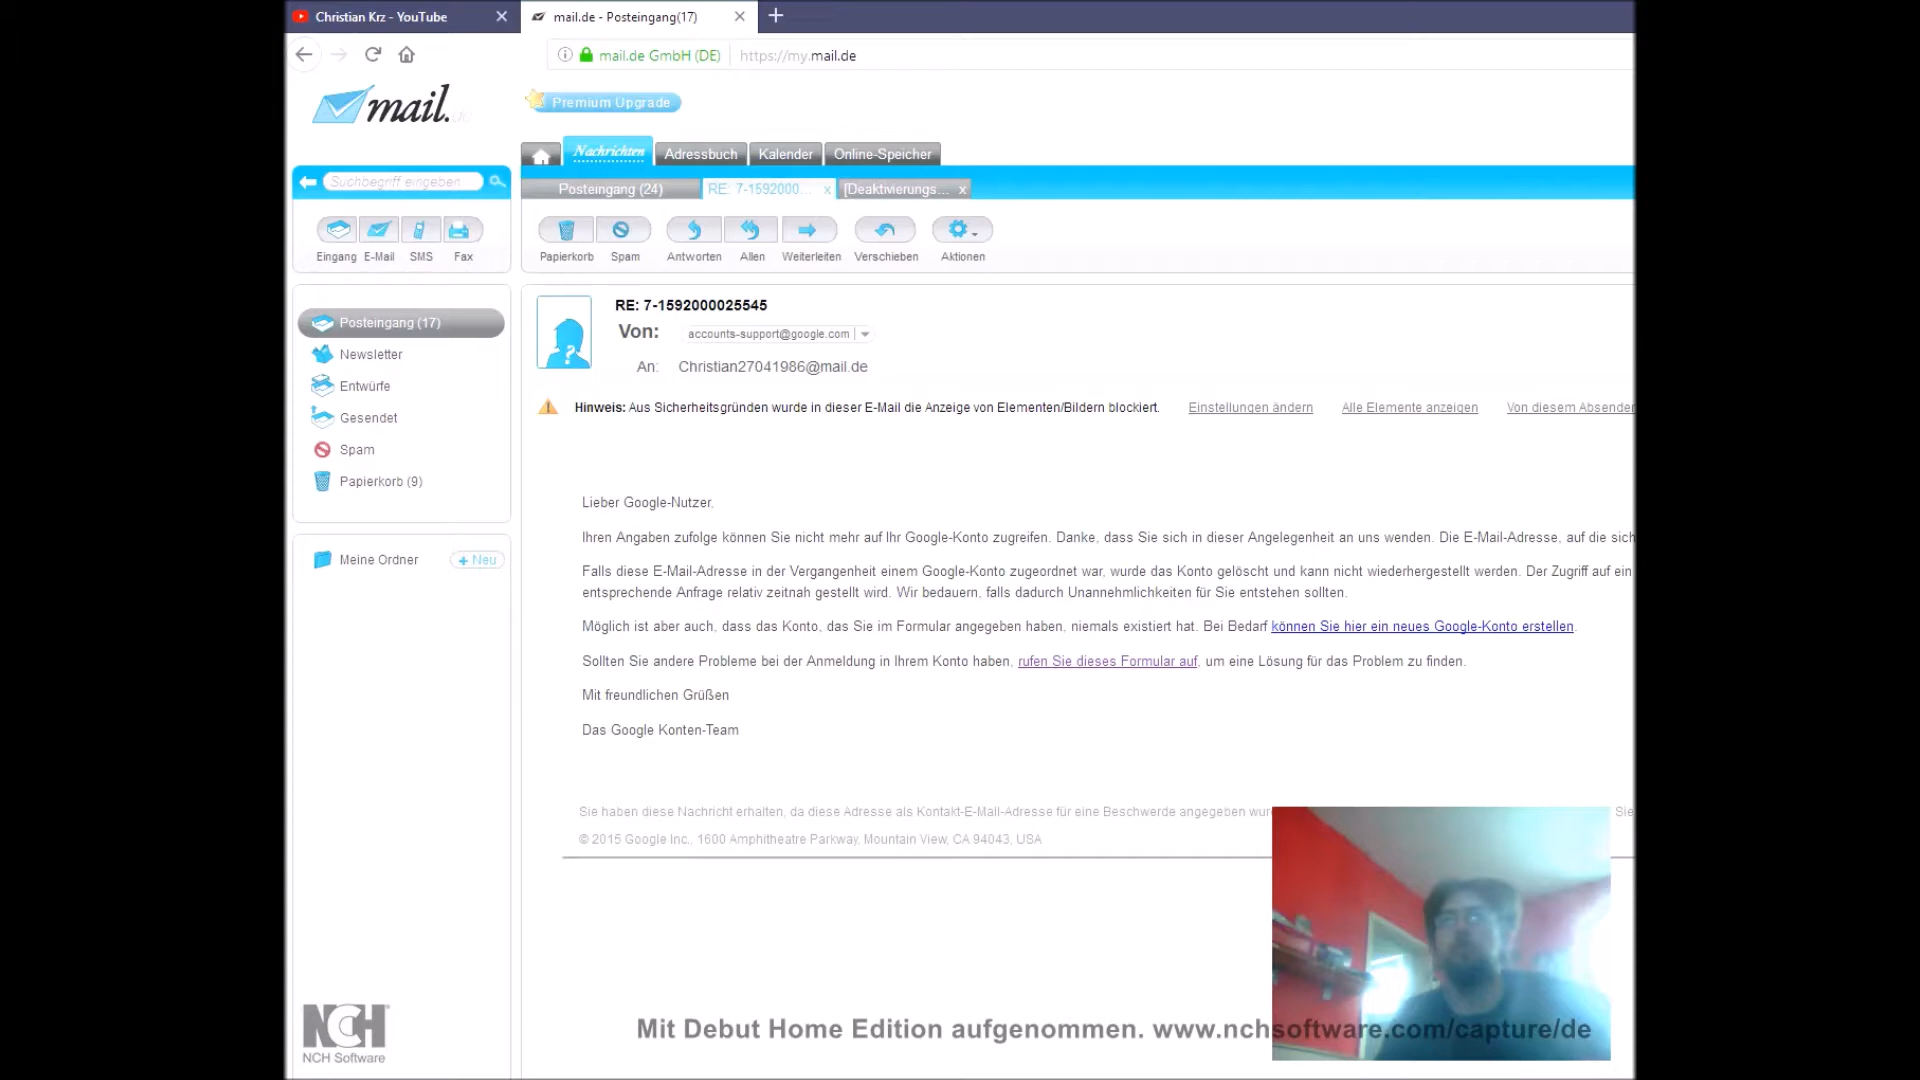 Christian Krz - YouTube
mail.de - Posteingang(17)
mail.de GmbH (DE)
https://my.mail.de
mail.de
Premium Upgrade
Nachrichten
Adressbuch
Kalender
Online-Speicher
Suchbegriff eingeben
Posteingang (24)
RE: 7-1592000... x
[Deaktivierungs... x
Eingang
E-Mail
SMS
Fax
Papierkorb
Spam
Antworten
Allen
Weiterleiten
Verschieben
Aktionen
Posteingang (17)
Newsletter
Entwürfe
Gesendet
Spam
Papierkorb (9)
Meine Ordner
+ Neu
RE: 7-1592000025545
Von: accounts-support@google.com
An: Christian27041986@mail.de
Hinweis: Aus Sicherheitsgründen wurde in dieser E-Mail die Anzeige von Elementen/Bildern blockiert. Einstellungen ändern Alle Elemente anzeigen Von diesem Absender
Lieber Google-Nutzer.
Ihren Angaben zufolge können Sie nicht mehr auf Ihr Google-Konto zugreifen. Danke, dass Sie sich in dieser Angelegenheit an uns wenden. Die E-Mail-Adresse, auf die sich
Falls diese E-Mail-Adresse in der Vergangenheit einem Google-Konto zugeordnet war, wurde das Konto gelöscht und kann nicht wiederhergestellt werden. Der Zugriff auf ein
entsprechende Anfrage relativ zeitnah gestellt wird. Wir bedauern, falls dadurch Unannehmlichkeiten für Sie entstehen sollten.
Möglich ist aber auch, dass das Konto, das Sie im Formular angegeben haben, niemals existiert hat. Bei Bedarf können Sie hier ein neues Google-Konto erstellen.
Sollten Sie andere Probleme bei der Anmeldung in Ihrem Konto haben, rufen Sie dieses Formular auf, um eine Lösung für das Problem zu finden.
Mit freundlichen Grüßen
Das Google Konten-Team
Sie haben diese Nachricht erhalten, da diese Adresse als Kontakt-E-Mail-Adresse für eine Beschwerde angegeben wur Sie
© 2015 Google Inc., 1600 Amphitheatre Parkway, Mountain View, CA 94043, USA
NCH
NCH Software
Mit Debut Home Edition aufgenommen. www.nchsoftware.com/capture/de